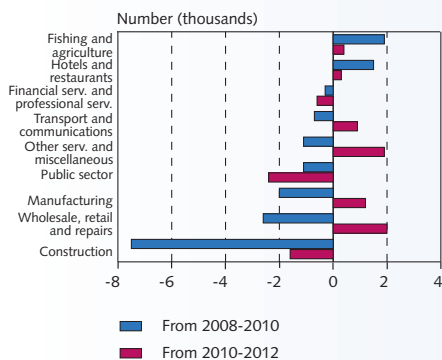 Number (thousands)
Fishing and
agriculture
Hotels and
restaurants
Financial serv. and
professional serv.
Transport and
communications
Other serv. and
miscellaneous
Public sector
Manufacturing
Wholesale, retail
and repairs
Construction
-8 -6 -4 -2 0 2 4
From 2008-2010
From 2010-2012